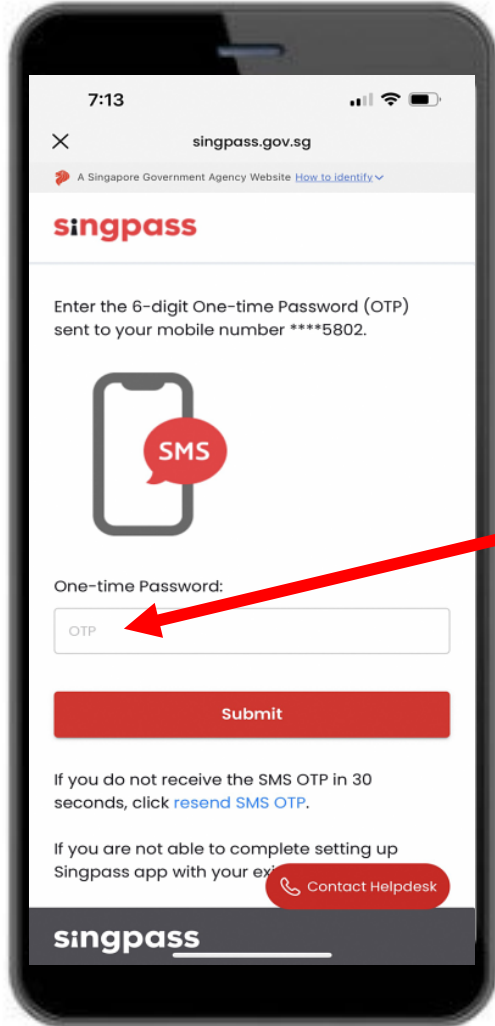 7:13
singpass.gov.sg
A Singapore Government Agency Website How to identify
singpass
Enter the 6-digit One-time Password (OTP)
sent to your mobile number ****5802.
SMS
One-time Password:
OTP
Submit
If you do not receive the SMS OTP in 30
seconds, click resend SMS OTP.
If you are not able to complete setting up
Singpass app with your
Contact Helpdesk
singpass